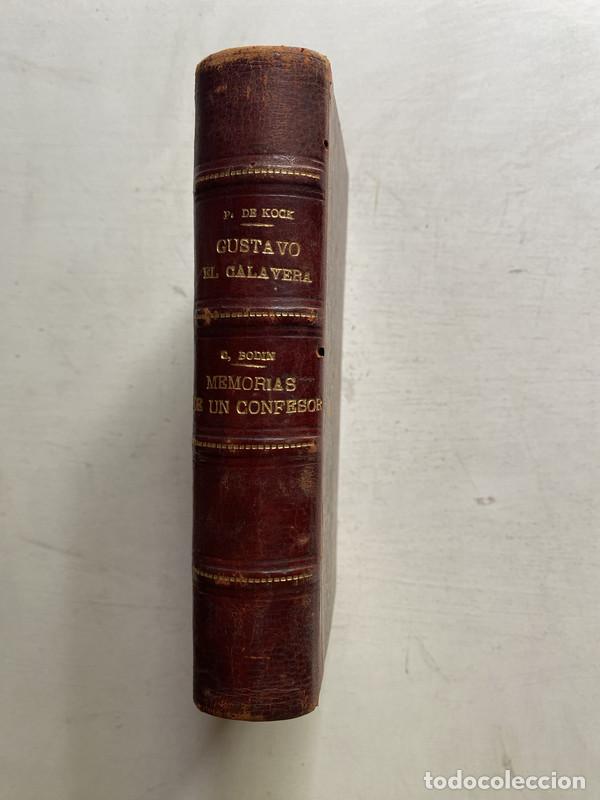 P. DE KOCK
GUSTAVO
EL CALAVERA
C. BODIN
MEMORIAS
DE UN CONFESOR
todocoleccion